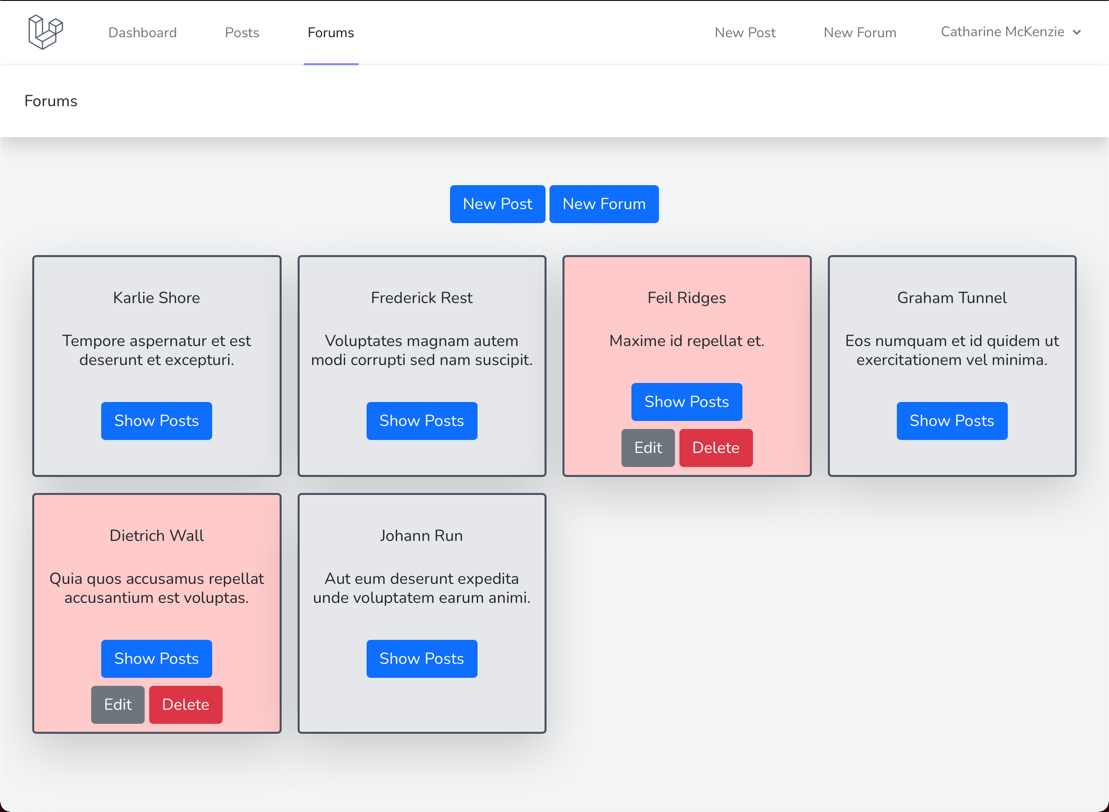 Dashboard Posts Forums New Post New Forum Catharine McKenzie
Forums
New Post New Forum
Karlie Shore
Tempore aspernatur et est
deserunt et excepturi.
Show Posts
Frederick Rest
Voluptates magnam autem
modi corrupti sed nam suscipit.
Show Posts
Feil Ridges
Maxime id repellat et.
Show Posts
Edit Delete
Graham Tunnel
Eos numquam et id quidem ut
exercitationem vel minima.
Show Posts
Dietrich Wall
Quia quos accusamus repellat
accusantium est voluptas.
Show Posts
Edit Delete
Johann Run
Aut eum deserunt expedita
unde voluptatem earum animi.
Show Posts